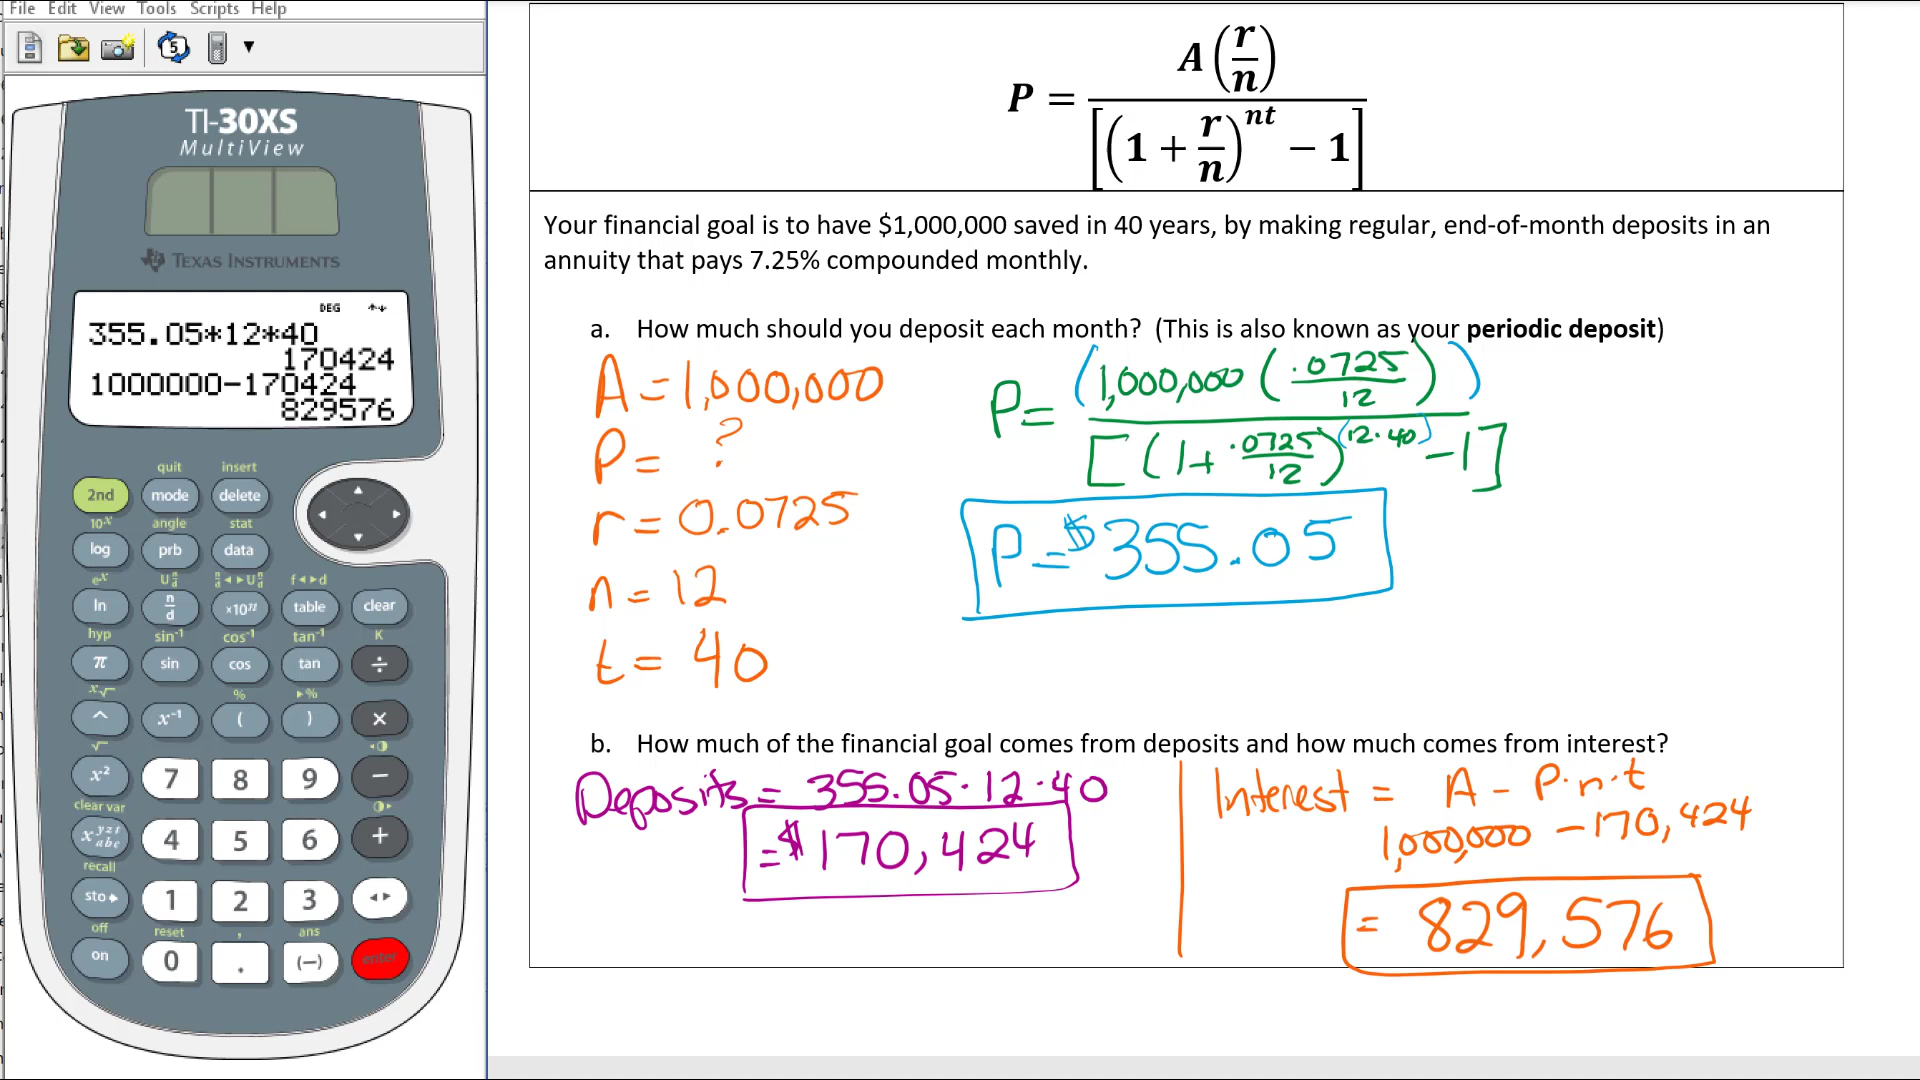 File Edit View Tools Scripts Help
5
TI-30XS
MultiView
TEXAS INSTRUMENTS
DEG
355.05*12*40
170424
1000000-170424
829576
quit insert
2nd mode delete
10ˣ angle stat
log prb data
eˣ U n/d n/d ◂▸ U n/d f◂▸d
ln n/d ×10ⁿ table clear
hyp sin⁻¹ cos⁻¹ tan⁻¹ K
π sin cos tan ÷
ˣ√ % ▸%
^ x⁻¹ ( ) ×
√
x² 7 8 9 −
clear var
x yzt abc 4 5 6 +
recall
sto▸ 1 2 3 ◂▸
off reset , ans
on 0 . (−) enter
P = A(r/n) / [(1 + r/n)^nt − 1]
Your financial goal is to have $1,000,000 saved in 40 years, by making regular, end-of-month deposits in an
annuity that pays 7.25% compounded monthly.
a. How much should you deposit each month? (This is also known as your periodic deposit)
A = 1,000,000
P = ?
r = 0.0725
n = 12
t = 40
P = (1,000,000 (.0725/12)) / [(1 + .0725/12)^(12·40) − 1]
P = $355.05
b. How much of the financial goal comes from deposits and how much comes from interest?
Deposits = 355.05·12·40
= $170,424
Interest = A − P·n·t
1,000,000 − 170,424
= 829,576